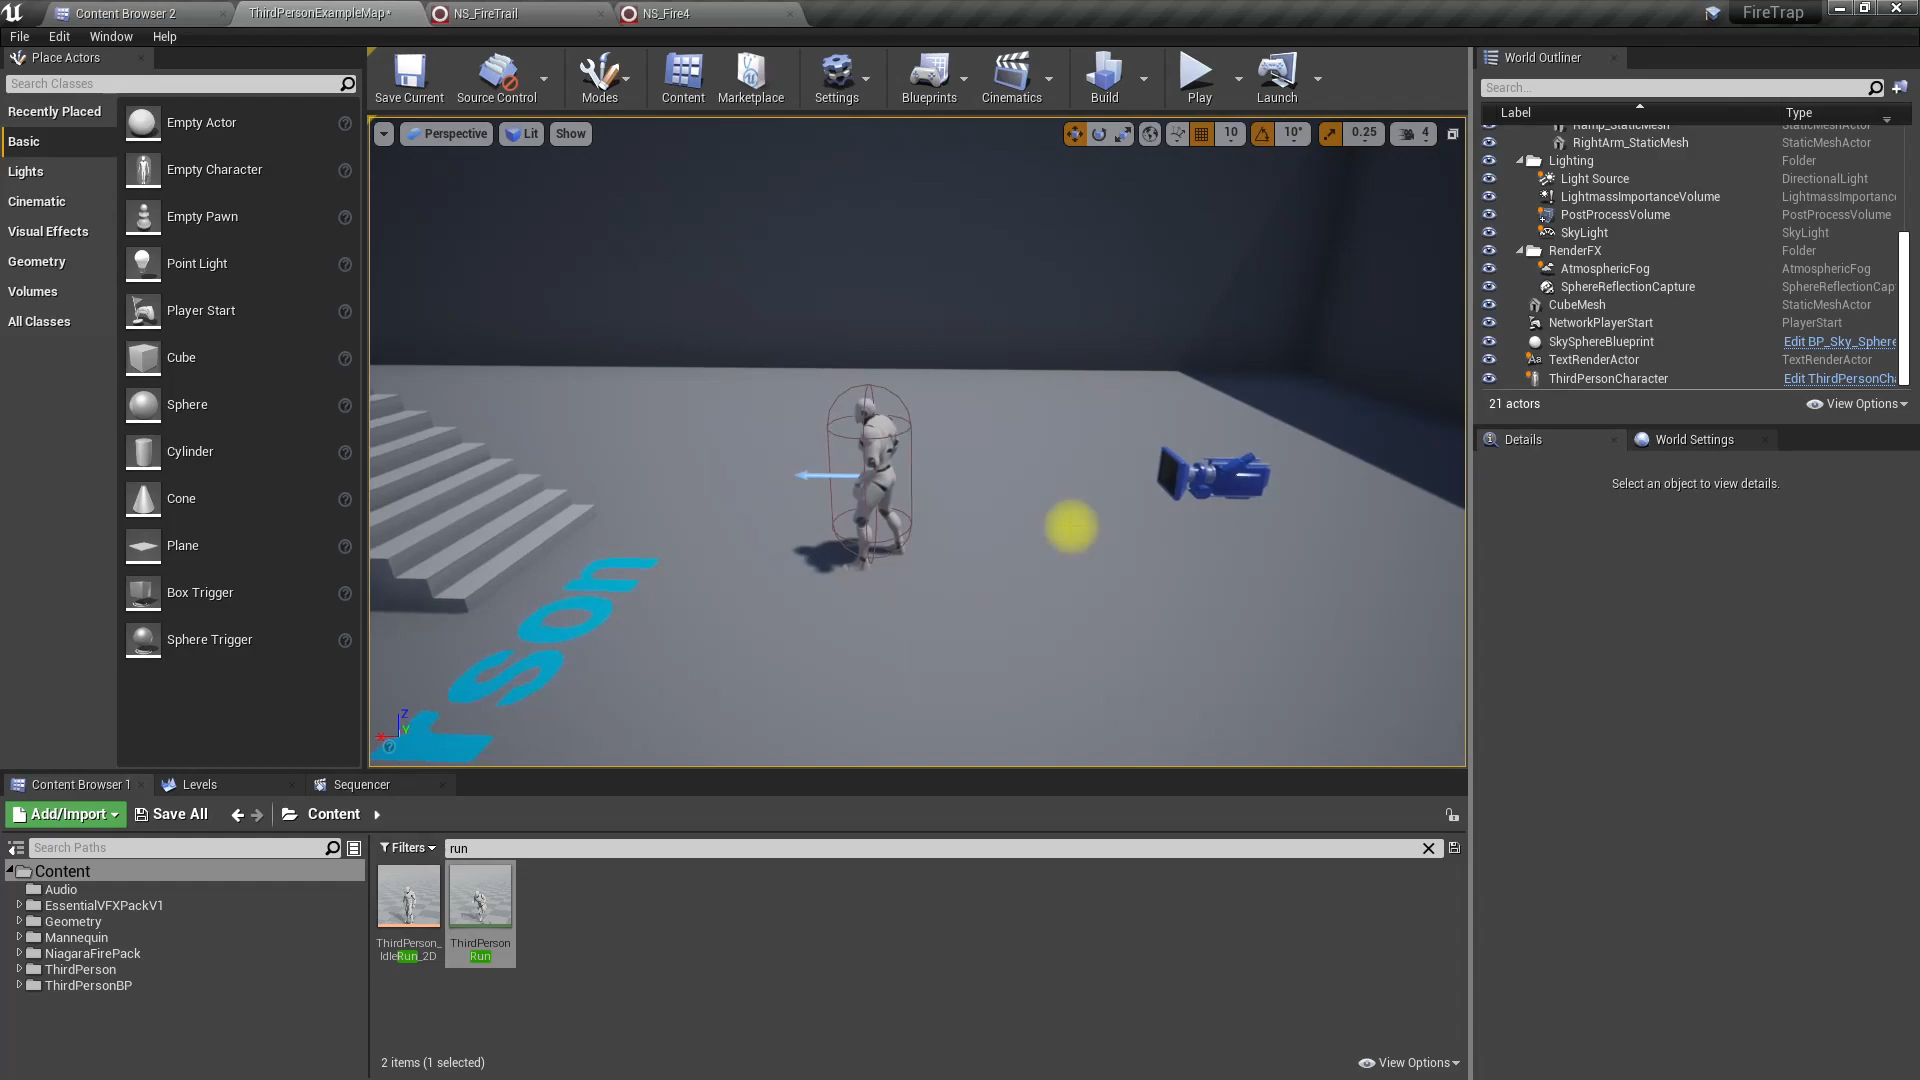 Content Browser 2
ThirdPersonExampleMap*
NS_FireTrail
NS_Fire4
FireTrap
File
Edit
Window
Help
Place Actors
Search Classes
Recently Placed
Basic
Lights
Cinematic
Visual Effects
Geometry
Volumes
All Classes
Empty Actor
Empty Character
Empty Pawn
Point Light
Player Start
Cube
Sphere
Cylinder
Cone
Plane
Box Trigger
Sphere Trigger
Save Current
Source Control
Modes
Content
Marketplace
Settings
Blueprints
Cinematics
Build
Play
Launch
Perspective
Lit
Show
10
10°
0.25
4
r son
Z
Y
X
World Outliner
Search...
Label
Type
Ramp_StaticMesh
StaticMeshActor
RightArm_StaticMesh
StaticMeshActor
Lighting
Folder
Light Source
DirectionalLight
LightmassImportanceVolume
LightmassImportance
PostProcessVolume
PostProcessVolume
SkyLight
SkyLight
RenderFX
Folder
AtmosphericFog
AtmosphericFog
SphereReflectionCapture
SphereReflectionCap
CubeMesh
StaticMeshActor
NetworkPlayerStart
PlayerStart
SkySphereBlueprint
Edit BP_Sky_Sphere
TextRenderActor
TextRenderActor
ThirdPersonCharacter
Edit ThirdPersonCh
21 actors
View Options
Details
World Settings
Select an object to view details.
Content Browser 1
Levels
Sequencer
Add/Import
Save All
Content
Search Paths
Content
Audio
EssentialVFXPackV1
Geometry
Mannequin
NiagaraFirePack
ThirdPerson
ThirdPersonBP
Filters
run
ThirdPerson_
IdleRun_2D
ThirdPerson
Run
2 items (1 selected)
View Options